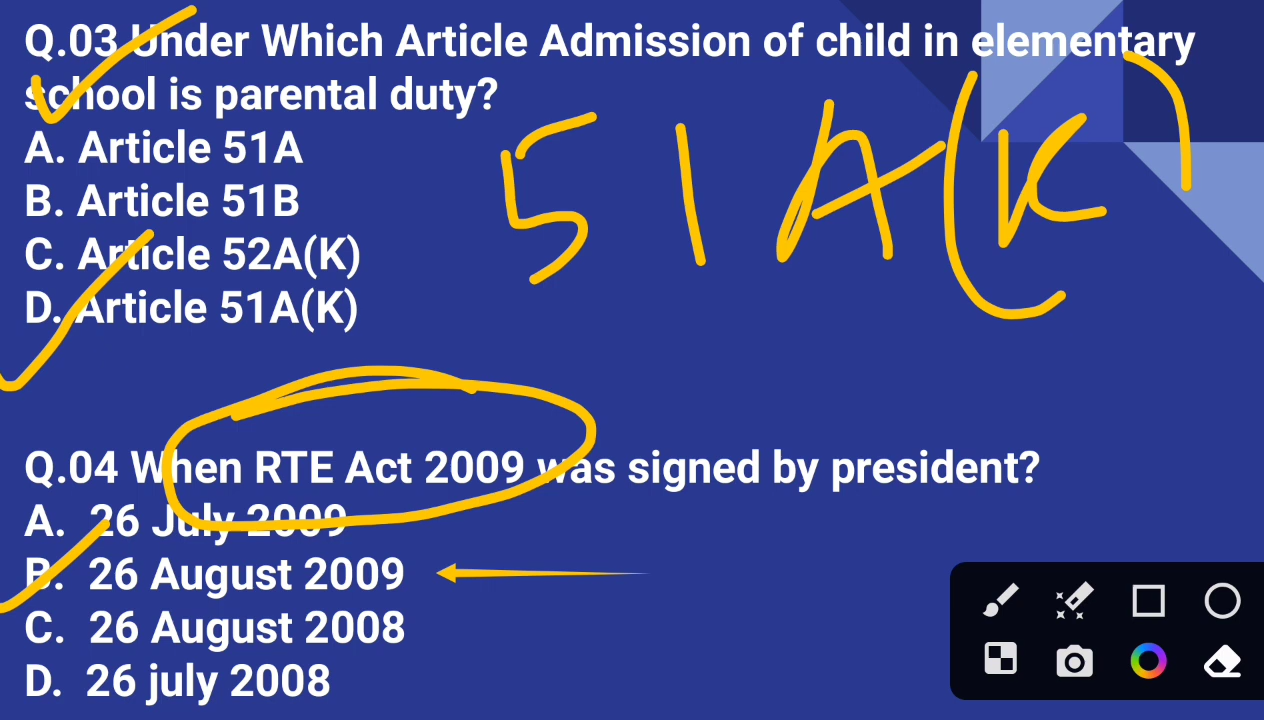 Q.03 Under Which Article Admission of child in elementary
school is parental duty?
A. Article 51A
B. Article 51B
C. Article 52A(K)
D. Article 51A(K)
51A(K)
Q.04 When RTE Act 2009 was signed by president?
A. 26 July 2009
B. 26 August 2009
C. 26 August 2008
D. 26 july 2008